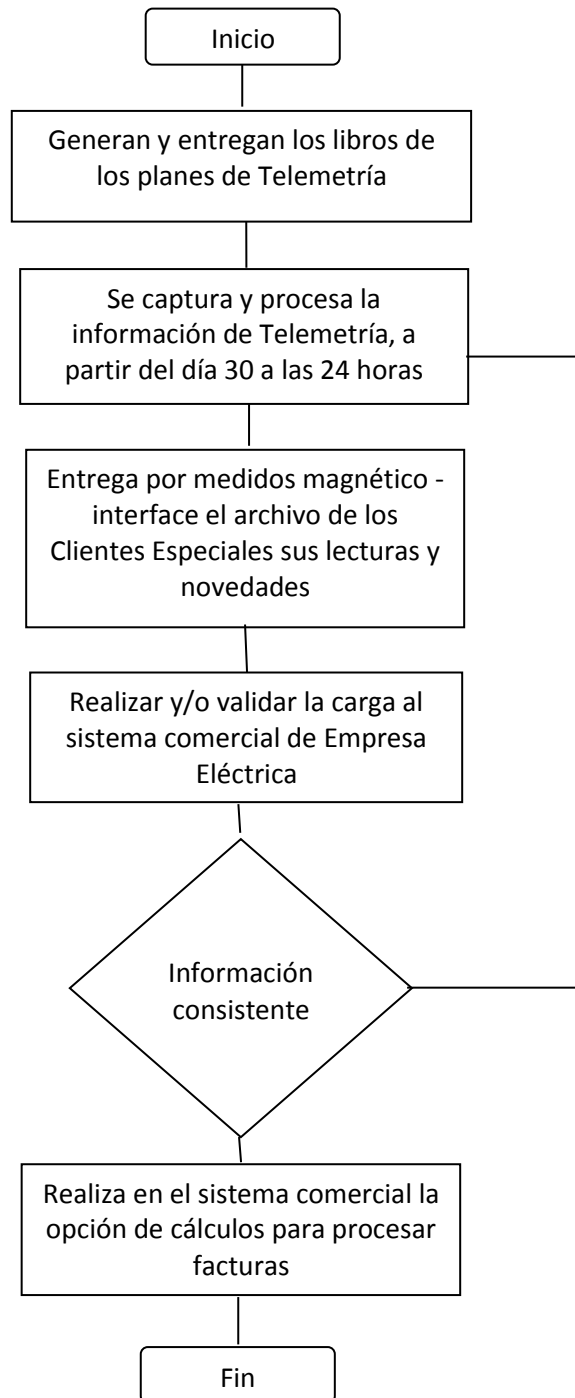 Inicio
Generan y entregan los libros de
los planes de Telemetría
Se captura y procesa la
información de Telemetría, a
partir del día 30 a las 24 horas
Entrega por medidos magnético -
interface el archivo de los
Clientes Especiales sus lecturas y
novedades
Realizar y/o validar la carga al
sistema comercial de Empresa
Eléctrica
Información
consistente
Realiza en el sistema comercial la
opción de cálculos para procesar
facturas
Fin